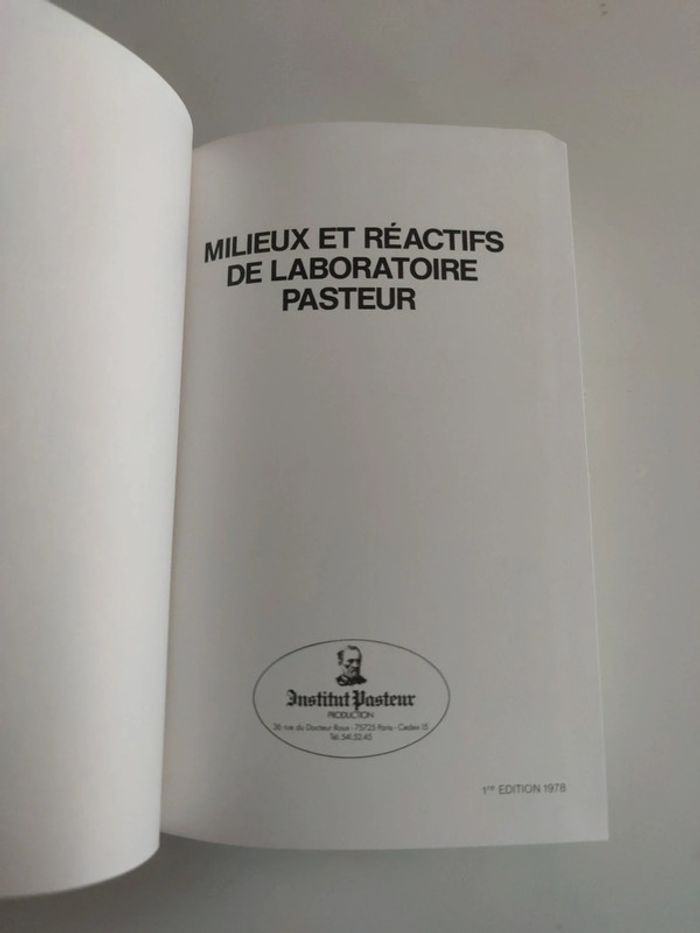 MILIEUX ET RÉACTIFS
DE LABORATOIRE
PASTEUR
Institut Pasteur
PRODUCTION
36 rue du Docteur Roux - 75725 Paris - Cedex 15
Tél. 541.52.45
1re EDITION 1978